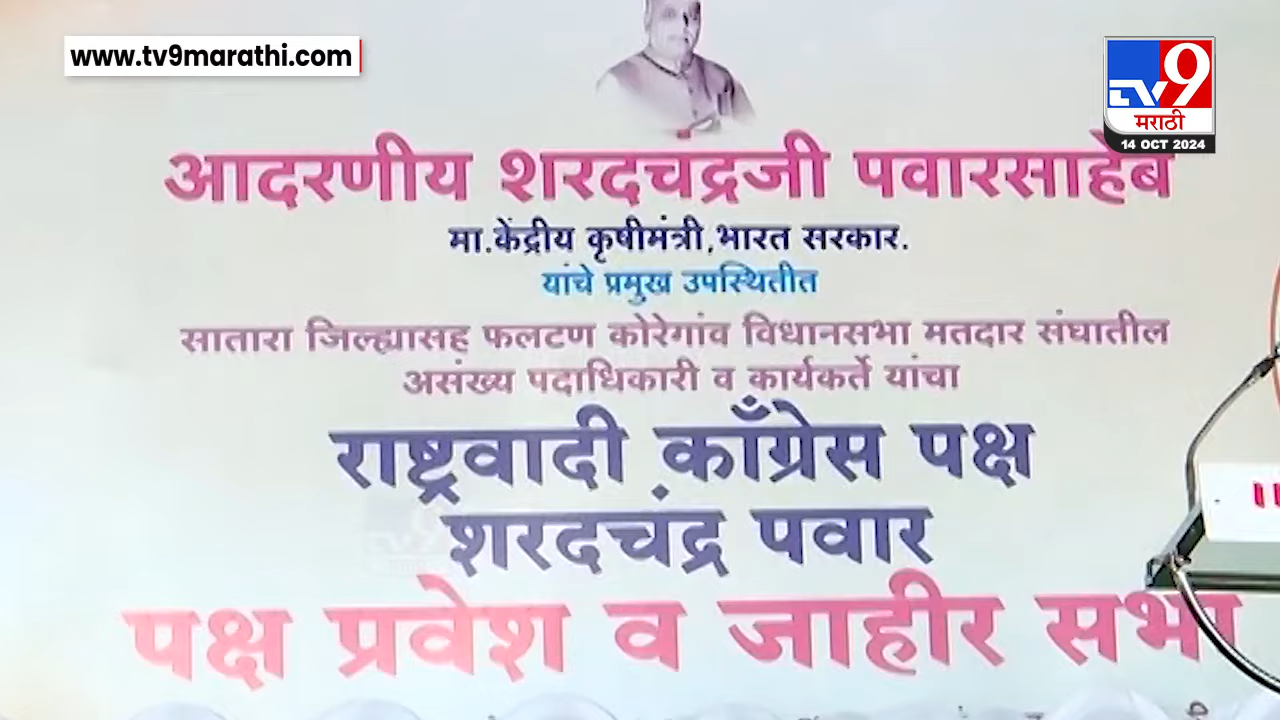 www.tv9marathi.com
TV9
मराठी
14 OCT 2024
आदरणीय शरदचद्रजी पवारसाहेब
मा.केंद्रीय कृषीमंत्री,भारत सरकार.
यांचे प्रमुख उपस्थितीत
सातारा जिल्ह्यासह फलटण कोरेगांव विधानसभा मतदार संघातील
असंख्य पदाधिकारी व कार्यकर्ते यांचा
राष्ट्रवादी काँग्रेस पक्ष
शरदचंद्र पवार
पक्ष प्रवेश व जाहीर सभा